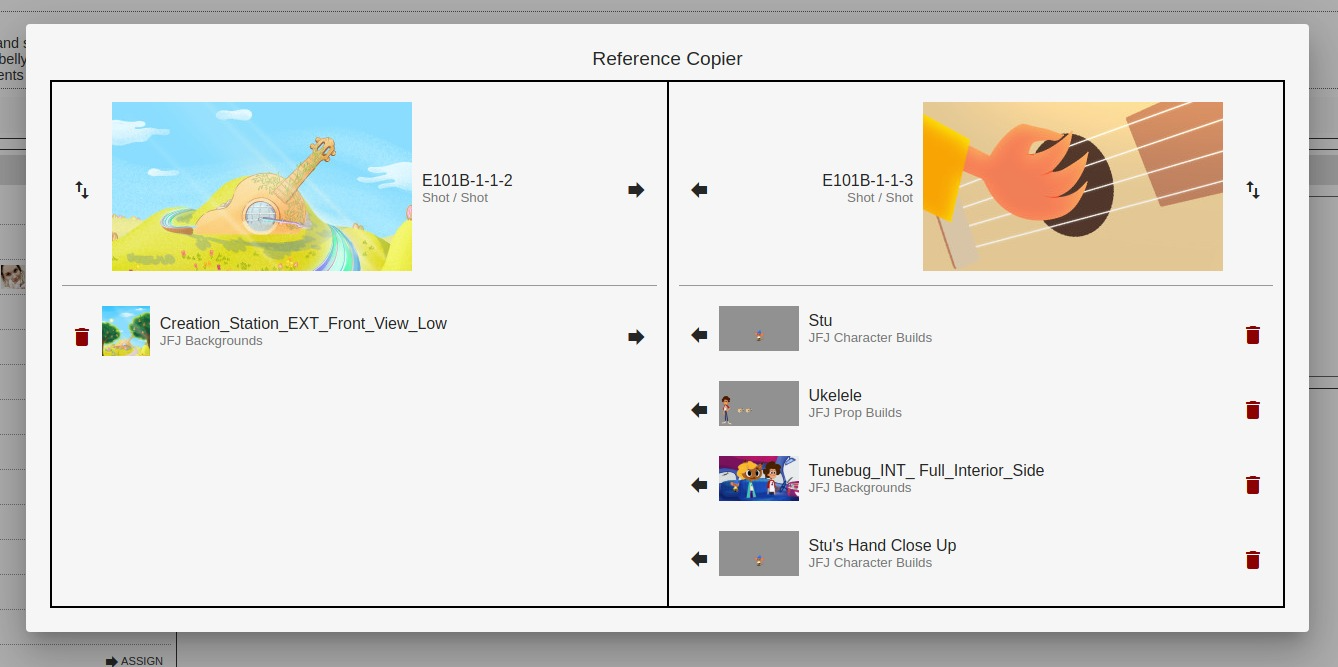 and s
belly
ents
Reference Copier
E101B-1-1-2
Shot / Shot
E101B-1-1-3
Shot / Shot
Creation_Station_EXT_Front_View_Low
JFJ Backgrounds
Stu
JFJ Character Builds
Ukelele
JFJ Prop Builds
Tunebug_INT_ Full_Interior_Side
JFJ Backgrounds
Stu's Hand Close Up
JFJ Character Builds
ASSIGN